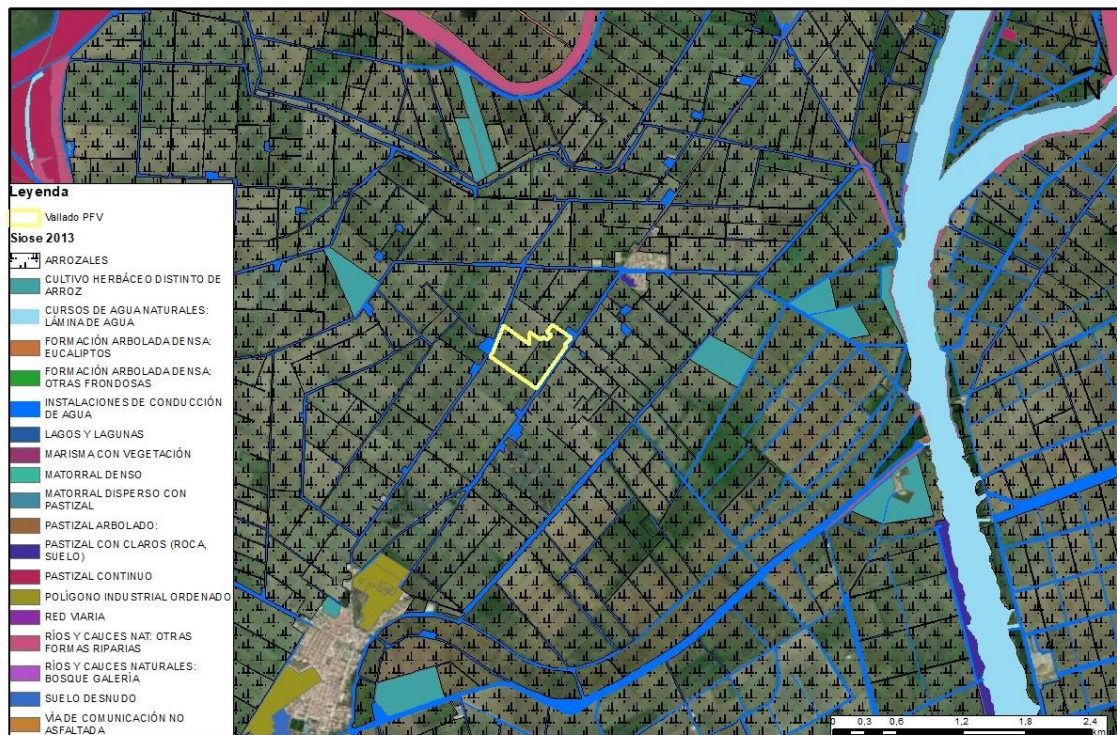 N
Leyenda
Vallado PFV
Siose 2013
ARROZALES
CULTIVO HERBÁCEO DISTINTO DE
ARROZ
CURSOS DE AGUA NATURALES:
LÁMINA DE AGUA
FORMACIÓN ARBOLADA DENSA:
EUCALIPTOS
FORMACIÓN ARBOLADA DENSA:
OTRAS FRONDOSAS
INSTALACIONES DE CONDUCCIÓN
DE AGUA
LAGOS Y LAGUNAS
MARISMA CON VEGETACIÓN
MATORRAL DENSO
MATORRAL DISPERSO CON
PASTIZAL
PASTIZAL ARBOLADO:
PASTIZAL CON CLAROS (ROCA,
SUELO)
PASTIZAL CONTINUO
POLÍGONO INDUSTRIAL ORDENADO
RED VIARIA
RÍOS Y CAUCES NAT: OTRAS
FORMAS RIPARIAS
RÍOS Y CAUCES NATURALES:
BOSQUE GALERÍA
SUELO DESNUDO
VÍA DE COMUNICACIÓN NO
ASFALTADA
0 0,3 0,6 1,2 1,8 2,4
km